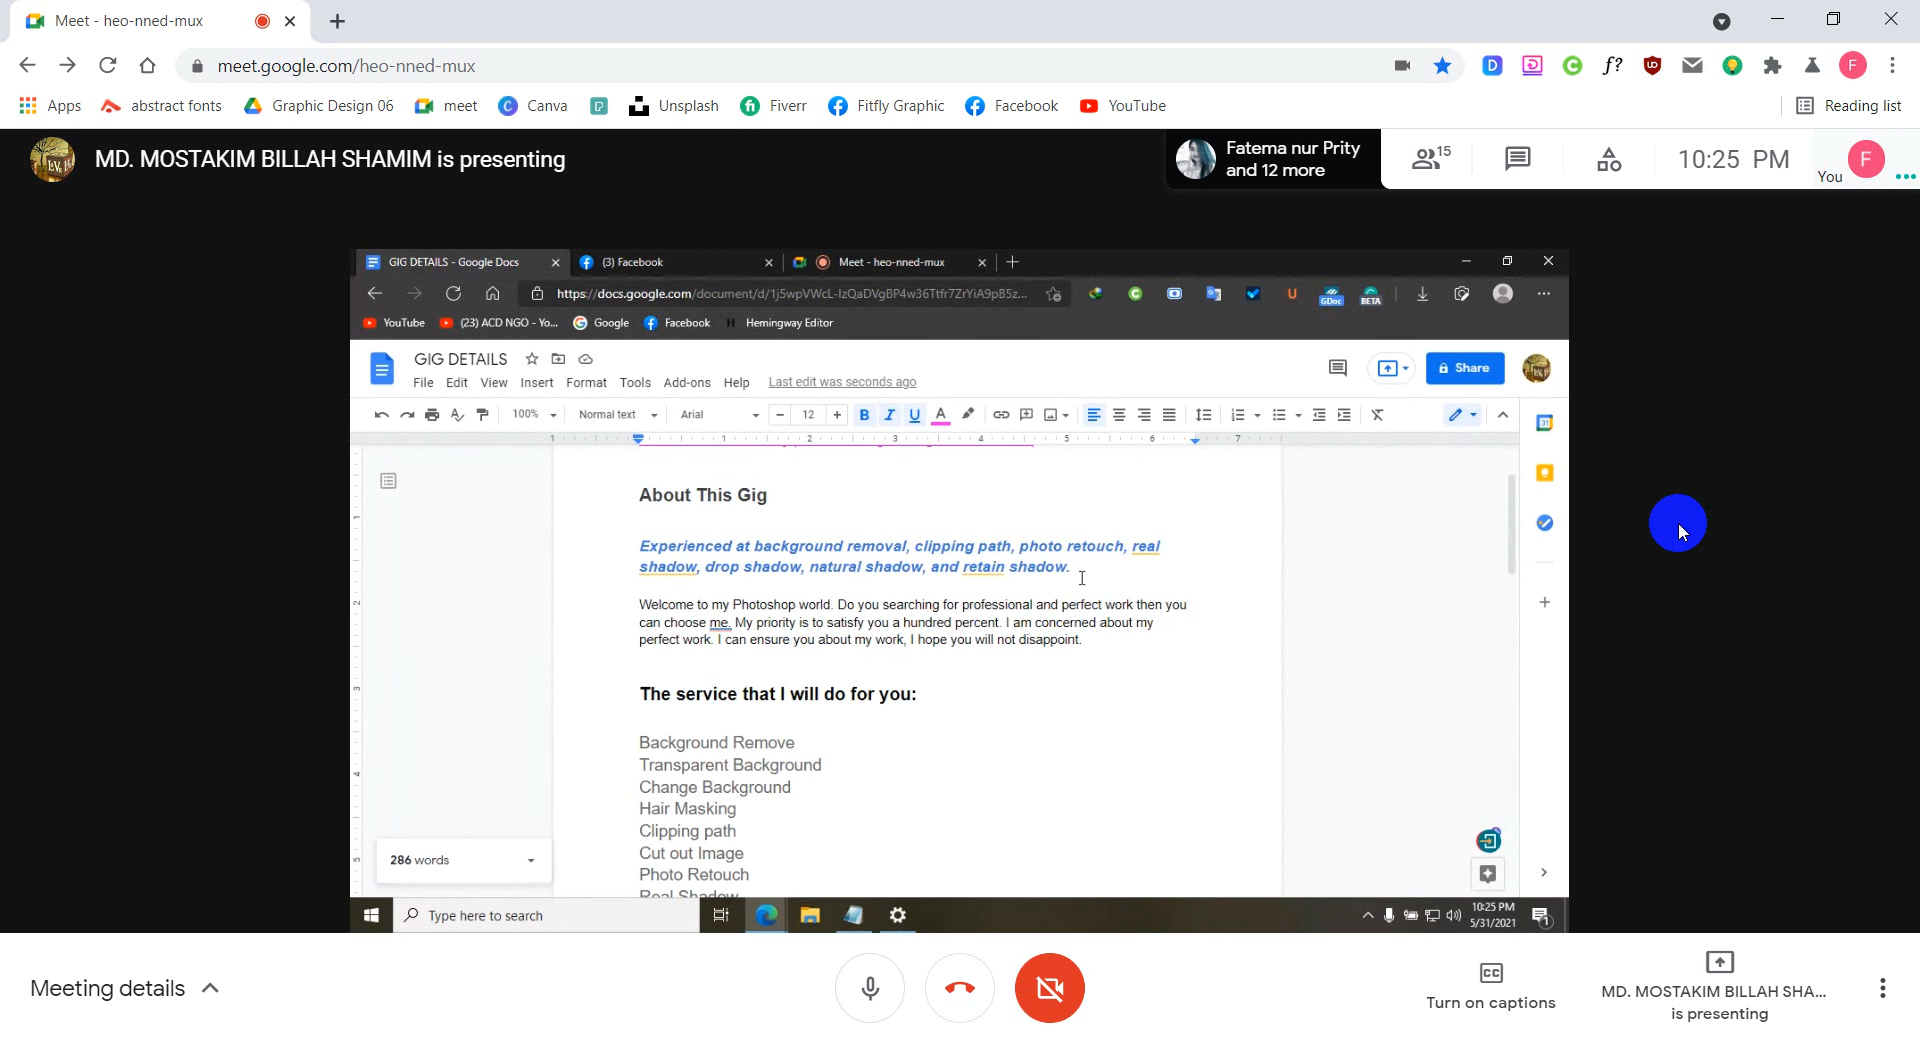 Meet - heo-nned-mux
meet.google.com/heo-nned-mux
Apps abstract fonts Graphic Design 06 meet Canva Unsplash Fiverr Fitfly Graphic Facebook YouTube Reading list
MD. MOSTAKIM BILLAH SHAMIM is presenting
Fatema nur Prity
and 12 more
15
10:25 PM
You
F
GIG DETAILS - Google Docs (3) Facebook Meet - heo-nned-mux
YouTube (23) ACD NGO - Yo... Google Facebook H Hemingway Editor
GIG DETAILS
File Edit View Insert Format Tools Add-ons Help Last edit was seconds ago
Share
100% Normal text Arial 12 B I U A
About This Gig
Experienced at background removal, clipping path, photo retouch, real
shadow, drop shadow, natural shadow, and retain shadow.
Welcome to my Photoshop world. Do you searching for professional and perfect work then you
can choose me. My priority is to satisfy you a hundred percent. I am concerned about my
perfect work. I can ensure you about my work, I hope you will not disappoint.
The service that I will do for you:
Background Remove
Transparent Background
Change Background
Hair Masking
Clipping path
Cut out Image
Photo Retouch
Real Shadow
286 words
Type here to search
10:25 PM
5/31/2021
Meeting details
Turn on captions
MD. MOSTAKIM BILLAH SHA...
is presenting